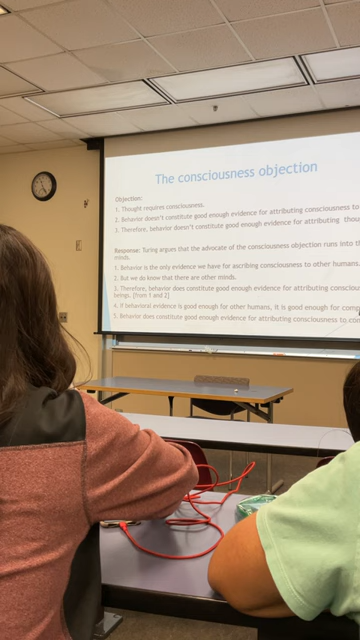 The consciousness objection
Objection:
1. Thought requires consciousness.
2. Behavior doesn't constitute good enough evidence for attributing consciousness to
3. Therefore, behavior doesn't constitute good enough evidence for attributing
Response: Turing argues that the advocate of the consciousness objection runs into
minds.
1. Behavior is the only evidence we have for ascribing consciousness to other humans.
2. But we do know that there are other minds.
3. Therefore, behavior does constitute good enough evidence for attributing
beings. [from 1 and 2]
4. If behavioral evidence is good enough for other humans, it is good enough for
5. Behavior does constitute good enough evidence for attributing consciousness to